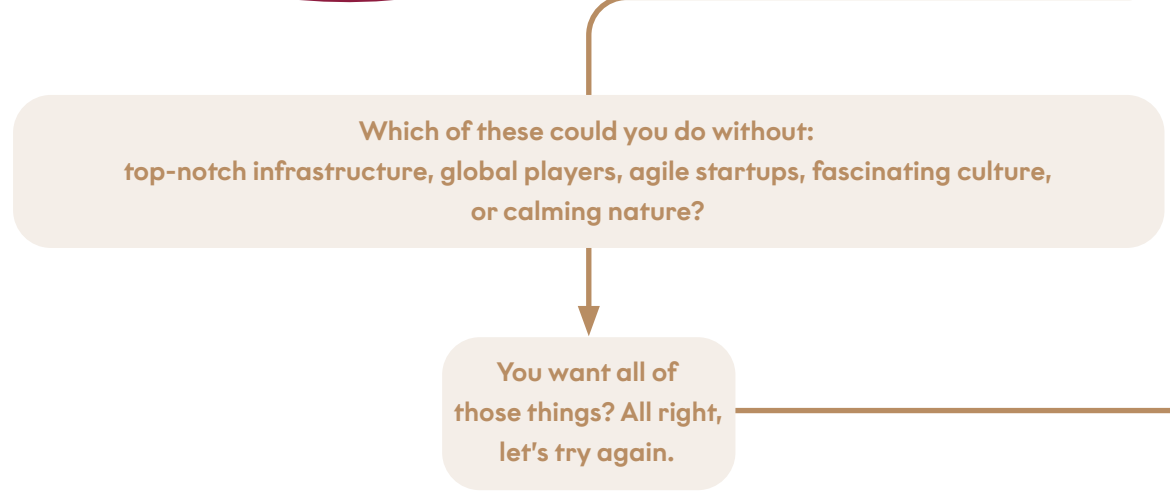 Which of these could you do without:
top-notch infrastructure, global players, agile startups, fascinating culture,
or calming nature?
You want all of
those things? All right,
let's try again.